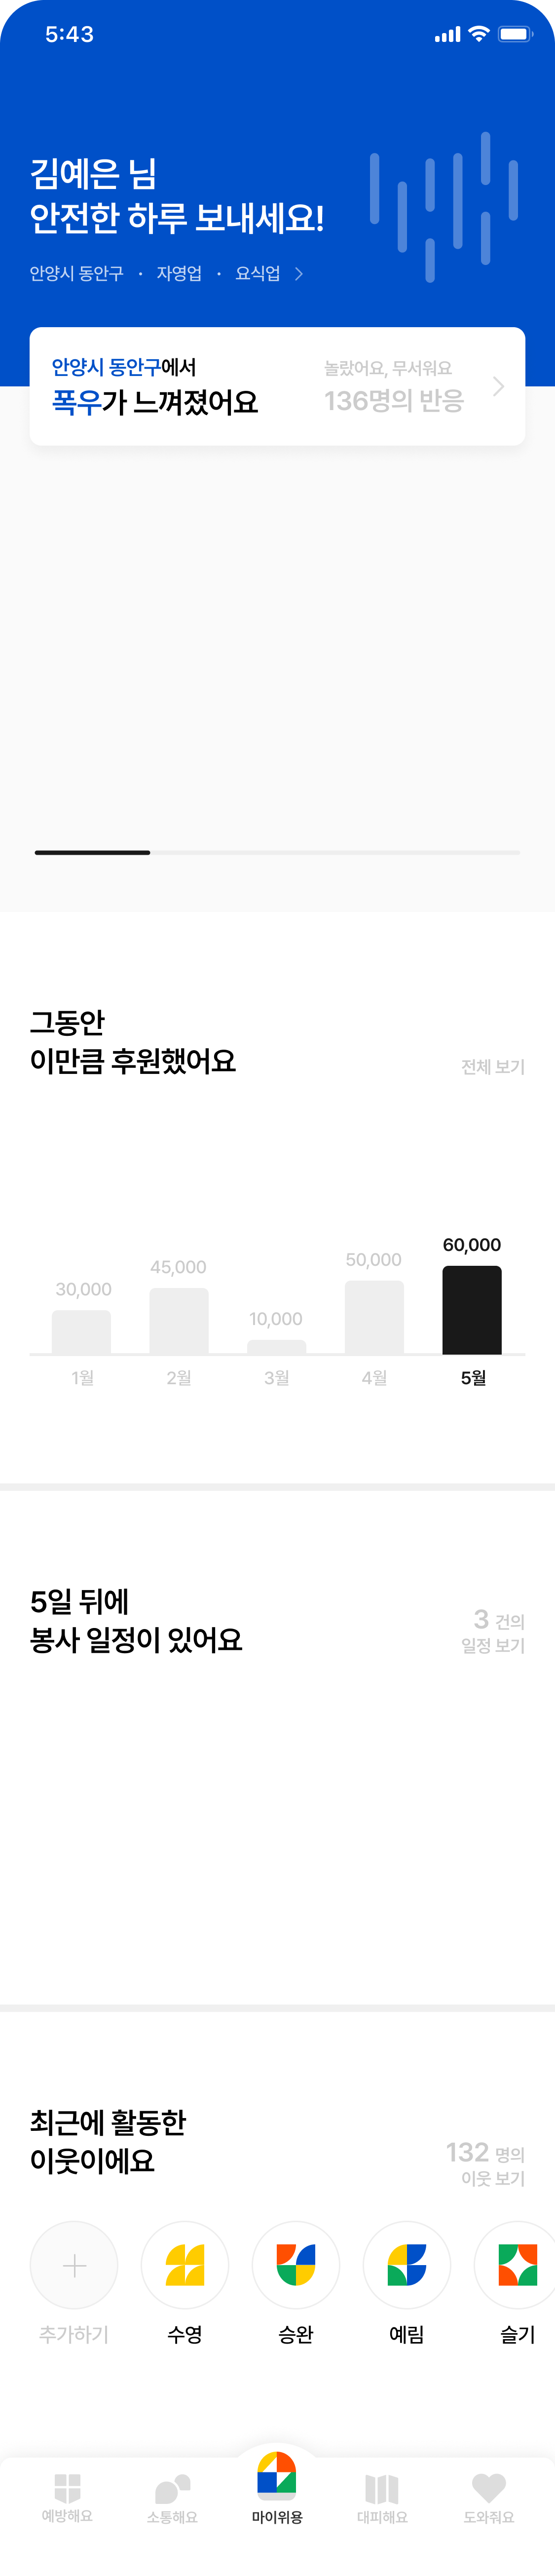 5:43
김예은 님
안전한 하루 보내세요!
안양시 동안구 · 자영업 · 요식업
안양시 동안구에서
폭우가 느껴졌어요
놀랐어요, 무서워요
136명의 반응
그동안
이만큼 후원했어요
전체 보기
30,000
45,000
10,000
50,000
60,000
1월
2월
3월
4월
5월
5일 뒤에
봉사 일정이 있어요
3 건의
일정 보기
최근에 활동한
이웃이에요
132 명의
이웃 보기
추가하기
수영
승완
예림
슬기
예방해요
소통해요
마이위용
대피해요
도와줘요